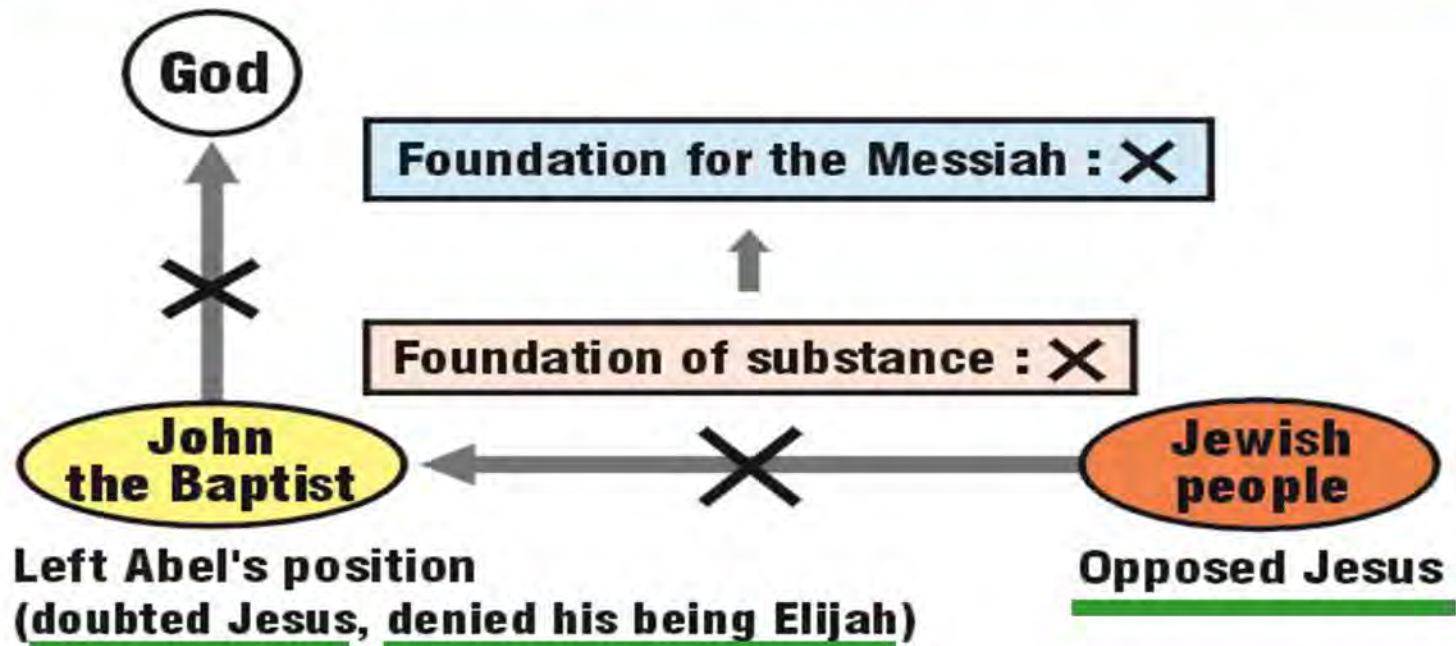 God
Foundation for the Messiah : X
Foundation of substance : X
John
the Baptist
Jewish
people
Left Abel's position
(doubted Jesus, denied his being Elijah)
Opposed Jesus